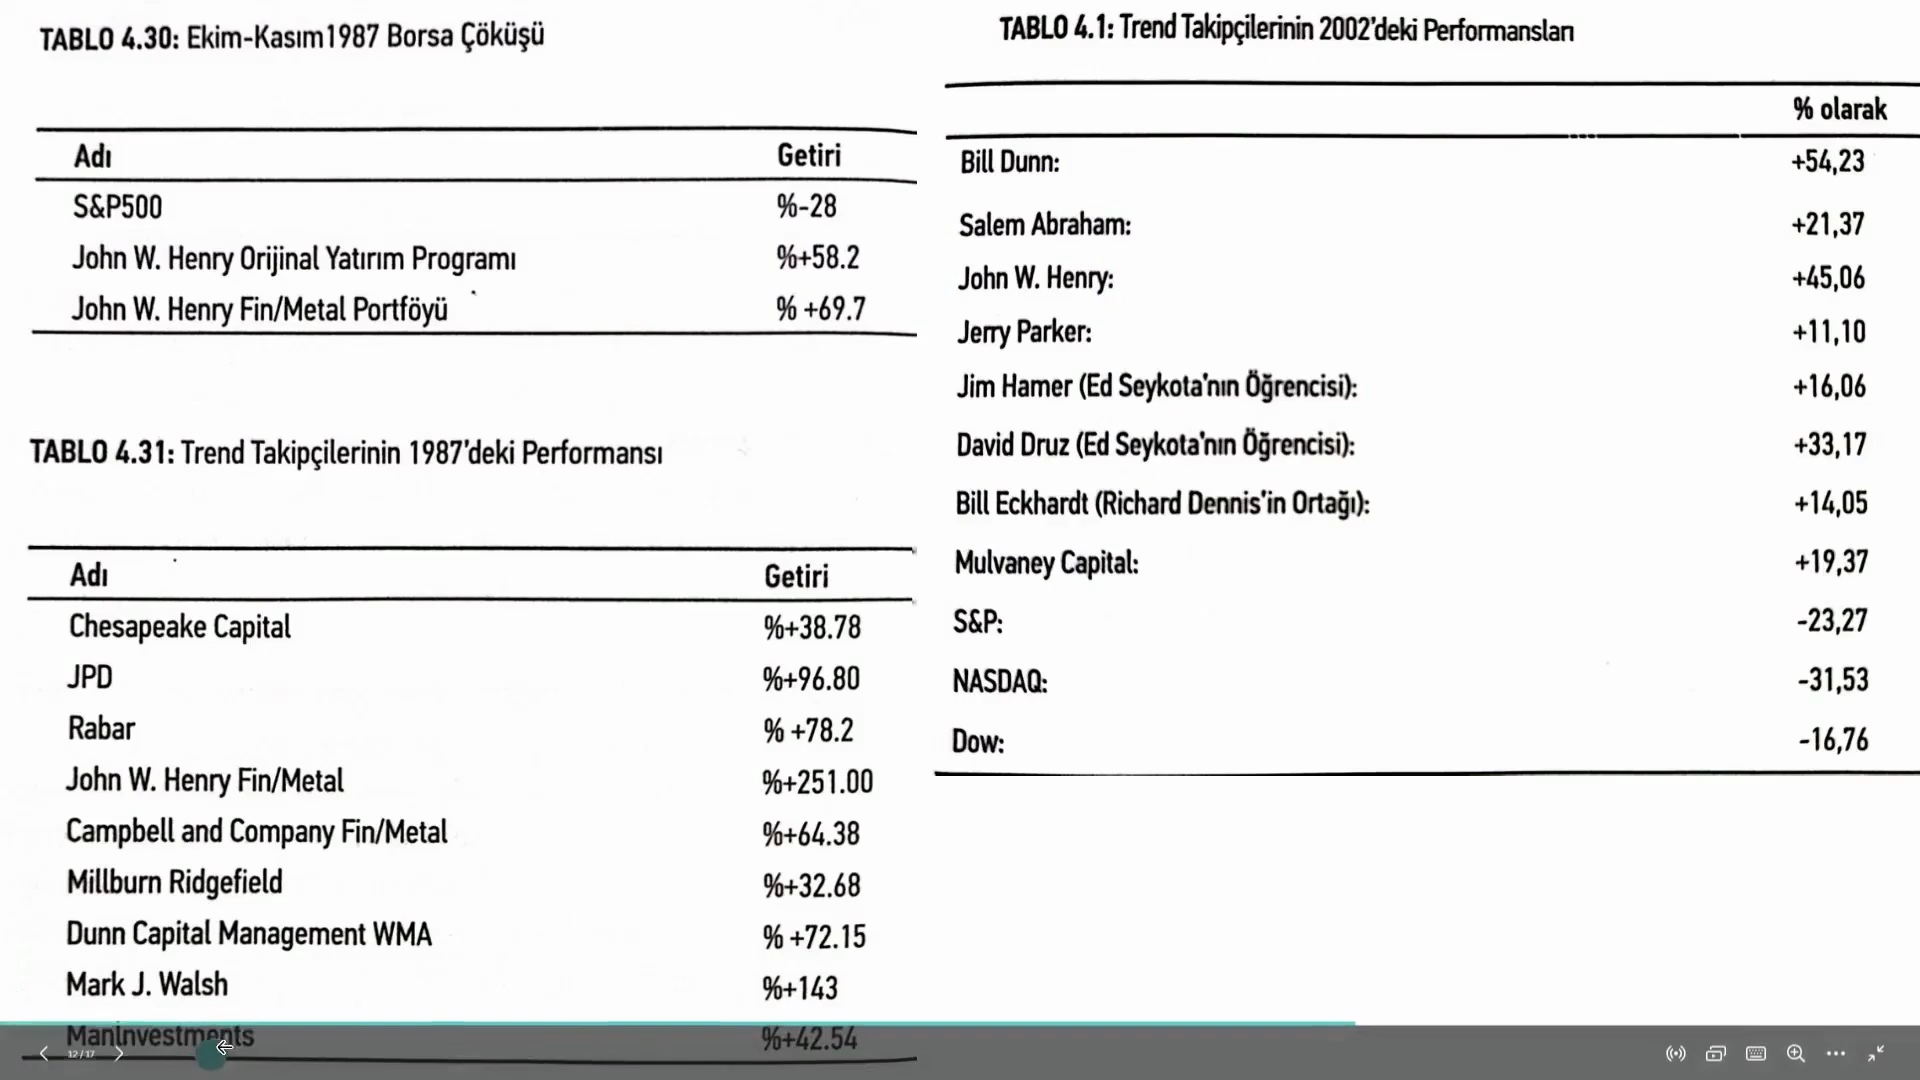 TABLO 4.30: Ekim-Kasım1987 Borsa Çöküşü
Adı Getiri
S&P500 %-28
John W. Henry Orijinal Yatırım Programı %+58.2
John W. Henry Fin/Metal Portföyü % +69.7
TABLO 4.31: Trend Takipçilerinin 1987'deki Performansı
Adı Getiri
Chesapeake Capital %+38.78
JPD %+96.80
Rabar % +78.2
John W. Henry Fin/Metal %+251.00
Campbell and Company Fin/Metal %+64.38
Millburn Ridgefield %+32.68
Dunn Capital Management WMA % +72.15
Mark J. Walsh %+143
ManInvestments %+42.54
TABLO 4.1: Trend Takipçilerinin 2002'deki Performansları
% olarak
Bill Dunn: +54,23
Salem Abraham: +21,37
John W. Henry: +45,06
Jerry Parker: +11,10
Jim Hamer (Ed Seykota'nın Öğrencisi): +16,06
David Druz (Ed Seykota'nın Öğrencisi): +33,17
Bill Eckhardt (Richard Dennis'in Ortağı): +14,05
Mulvaney Capital: +19,37
S&P: -23,27
NASDAQ: -31,53
Dow: -16,76
12/17